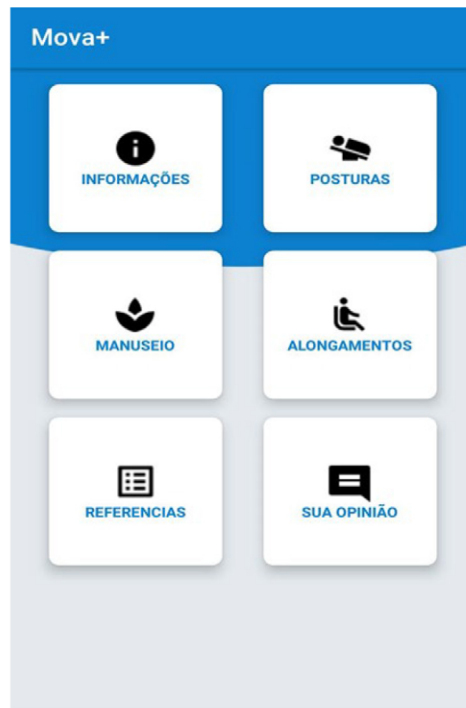 Mova+
INFORMAÇÕES
POSTURAS
MANUSEIO
ALONGAMENTOS
REFERENCIAS
SUA OPINIÃO